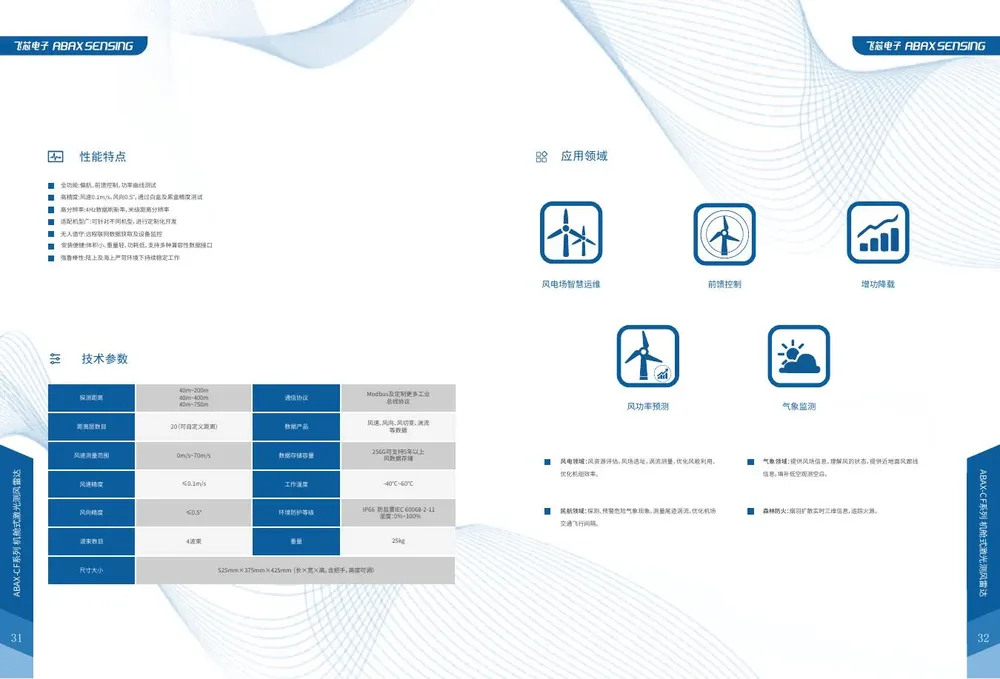 飞芯电子 ABAX SENSING
性能特点
全功能:偏航、前馈控制、功率曲线测试
高精度:风速0.1m/s、风向0.5°,通过白盒及黑盒精度测试
高分辨率:4Hz数据刷新率、米级距离分辨率
适配机型广:可针对不同机型,进行定制化开发
无人值守:远程联网数据获取及设备监控
安装便捷:体积小、重量轻、功耗低、支持多种兼容性数据接口
强鲁棒性:陆上及海上严苛环境下持续稳定工作
技术参数
探测距离
40m~200m
40m~400m
40m~750m
通信协议
Modbus及定制更多工业
总线协议
距离层数目
20(可自定义距离)
数据产品
风速、风向、风切变、湍流
等数据
风速测量范围
0m/s~70m/s
数据存储容量
256G可支持5年以上
风数据存储
风速精度
≤0.1m/s
工作温度
-40℃~60℃
风向精度
≤0.5°
环境防护等级
IP66 防盐雾IEC 60068-2-11
湿度:0%~100%
波束数目
4波束
重量
25kg
尺寸大小
525mm×375mm×425mm (长×宽×高,含把手,高度可调)
ABAX-CF系列 机舱式激光测风雷达
31
飞芯电子 ABAX SENSING
应用领域
风电场智慧运维
前馈控制
增功降载
风功率预测
气象监测
风电领域:风资源评估、风场选址、涡流测量、优化风能利用、
优化机组效率。
气象领域:提供风场信息、理解风的状态、提供近地面风廓线
信息、填补低空观测空白。
民航领域:探测、预警危险气象现象、测量尾迹涡流、优化机场
交通飞行间隔。
森林防火:烟羽扩散实时三维信息、追踪火源。
ABAX-CF系列 机舱式激光测风雷达
32